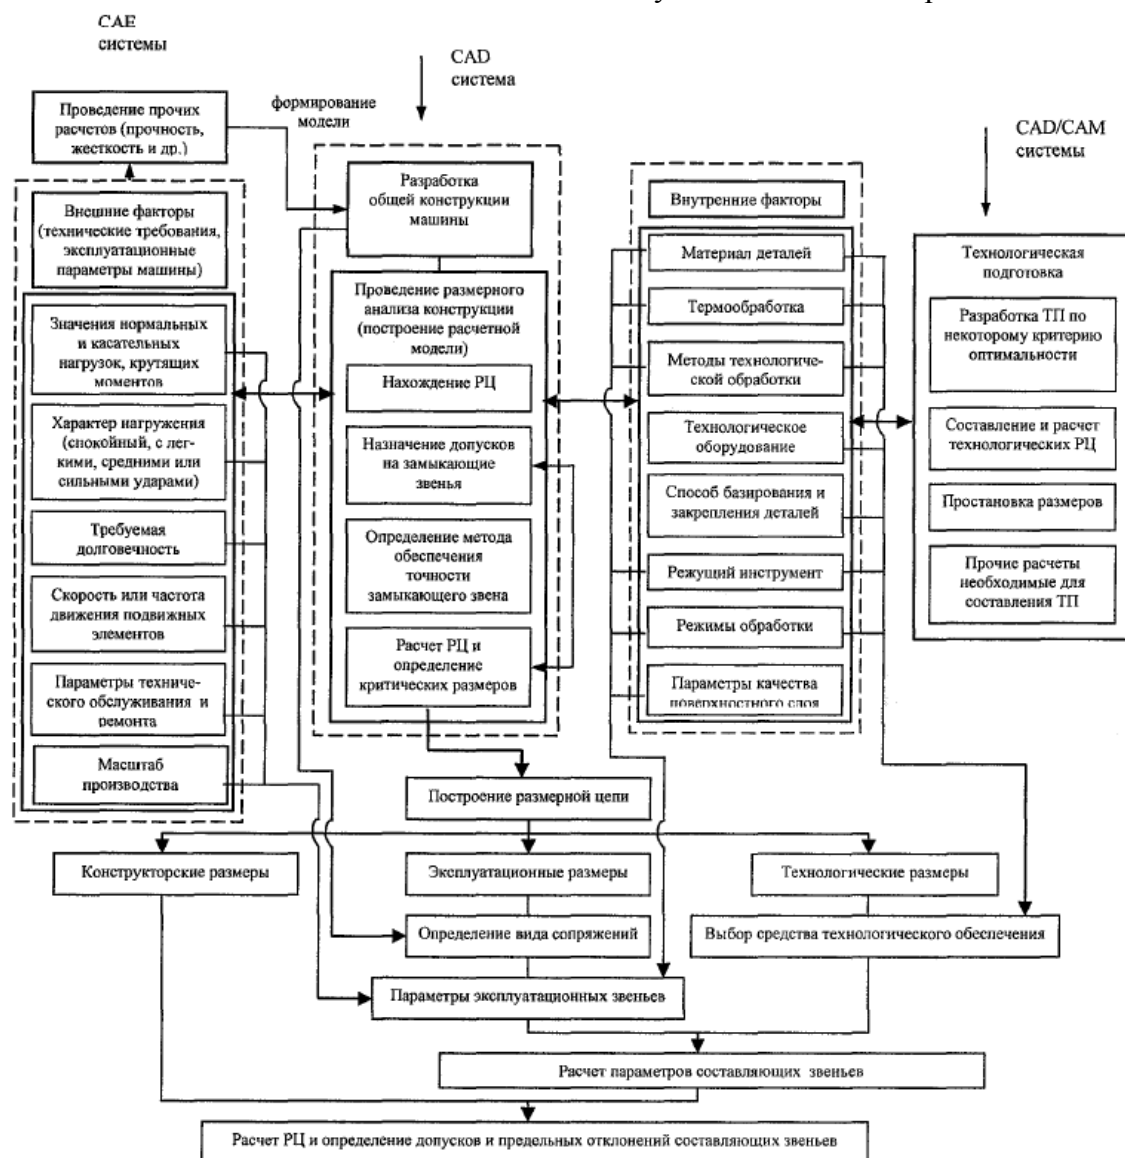 CAE
системы
CAD
система
формирование
модели
CAD/CAM
системы
Проведение прочих
расчетов (прочность,
жесткость и др.)
Внешние факторы
(технические требования,
эксплуатационные
параметры машины)
Значения нормальных
и касательных
нагрузок, крутящих
моментов
Характер нагружения
(спокойный, с лег-
кими, средними или
сильными ударами)
Требуемая
долговечность
Скорость или частота
движения подвижных
элементов
Параметры техниче-
ского обслуживания и
ремонта
Масштаб
производства
Разработка
общей конструкции
машины
Проведение размерного
анализа конструкции
(построение расчетной
модели)
Нахождение РЦ
Назначение допусков
на замыкающие
звенья
Определение метода
обеспечения
точности
замыкающего звена
Расчет РЦ и
определение
критических размеров
Внутренние факторы
Материал деталей
Термообработка
Методы технологиче-
ской обработки
Технологическое
оборудование
Способ базирования и
закрепления деталей
Режущий инструмент
Режимы обработки
Параметры качества
поверхностного слоя
Технологическая
подготовка
Разработка ТП по
некоторому критерию
оптимальности
Составление и расчет
технологических РЦ
Простановка размеров
Прочие расчеты
необходимые для
составления ТП
Построение размерной цепи
Конструкторские размеры
Эксплуатационные размеры
Технологические размеры
Определение вида сопряжений
Выбор средства технологического обеспечения
Параметры эксплуатационных звеньев
Расчет параметров составляющих звеньев
Расчет РЦ и определение допусков и предельных отклонений составляющих звеньев